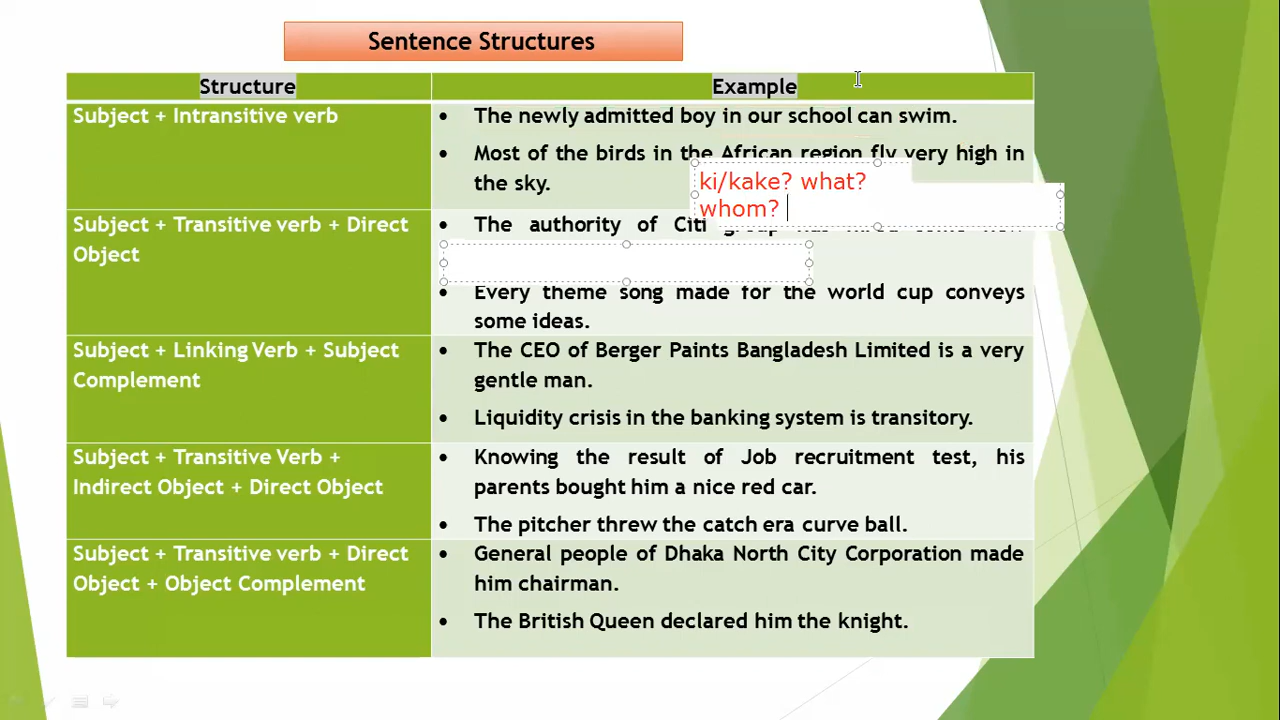 Sentence Structures
Structure
Example
Subject + Intransitive verb
• The newly admitted boy in our school can swim.
• Most of the birds in the African region fly very high in
the sky.
ki/kake? what?
whom?
Subject + Transitive verb + Direct
Object
• The authority of Citi group has
• Every theme song made for the world cup conveys
some ideas.
Subject + Linking Verb + Subject
Complement
• The CEO of Berger Paints Bangladesh Limited is a very
gentle man.
• Liquidity crisis in the banking system is transitory.
Subject + Transitive Verb +
Indirect Object + Direct Object
• Knowing the result of Job recruitment test, his
parents bought him a nice red car.
• The pitcher threw the catch era curve ball.
Subject + Transitive verb + Direct
Object + Object Complement
• General people of Dhaka North City Corporation made
him chairman.
• The British Queen declared him the knight.